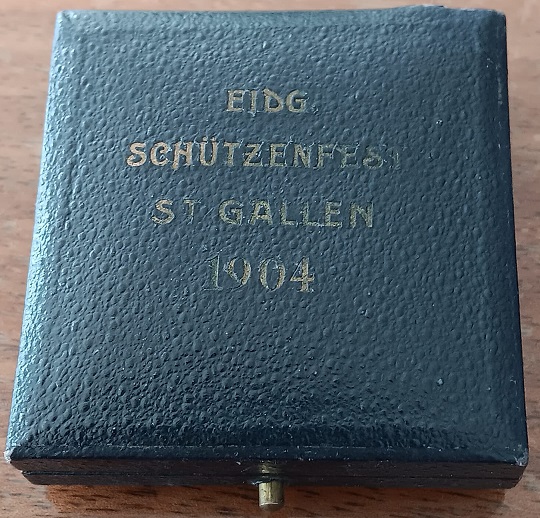 EIDG.
SCHÜTZENFEST
ST GALLEN
1904